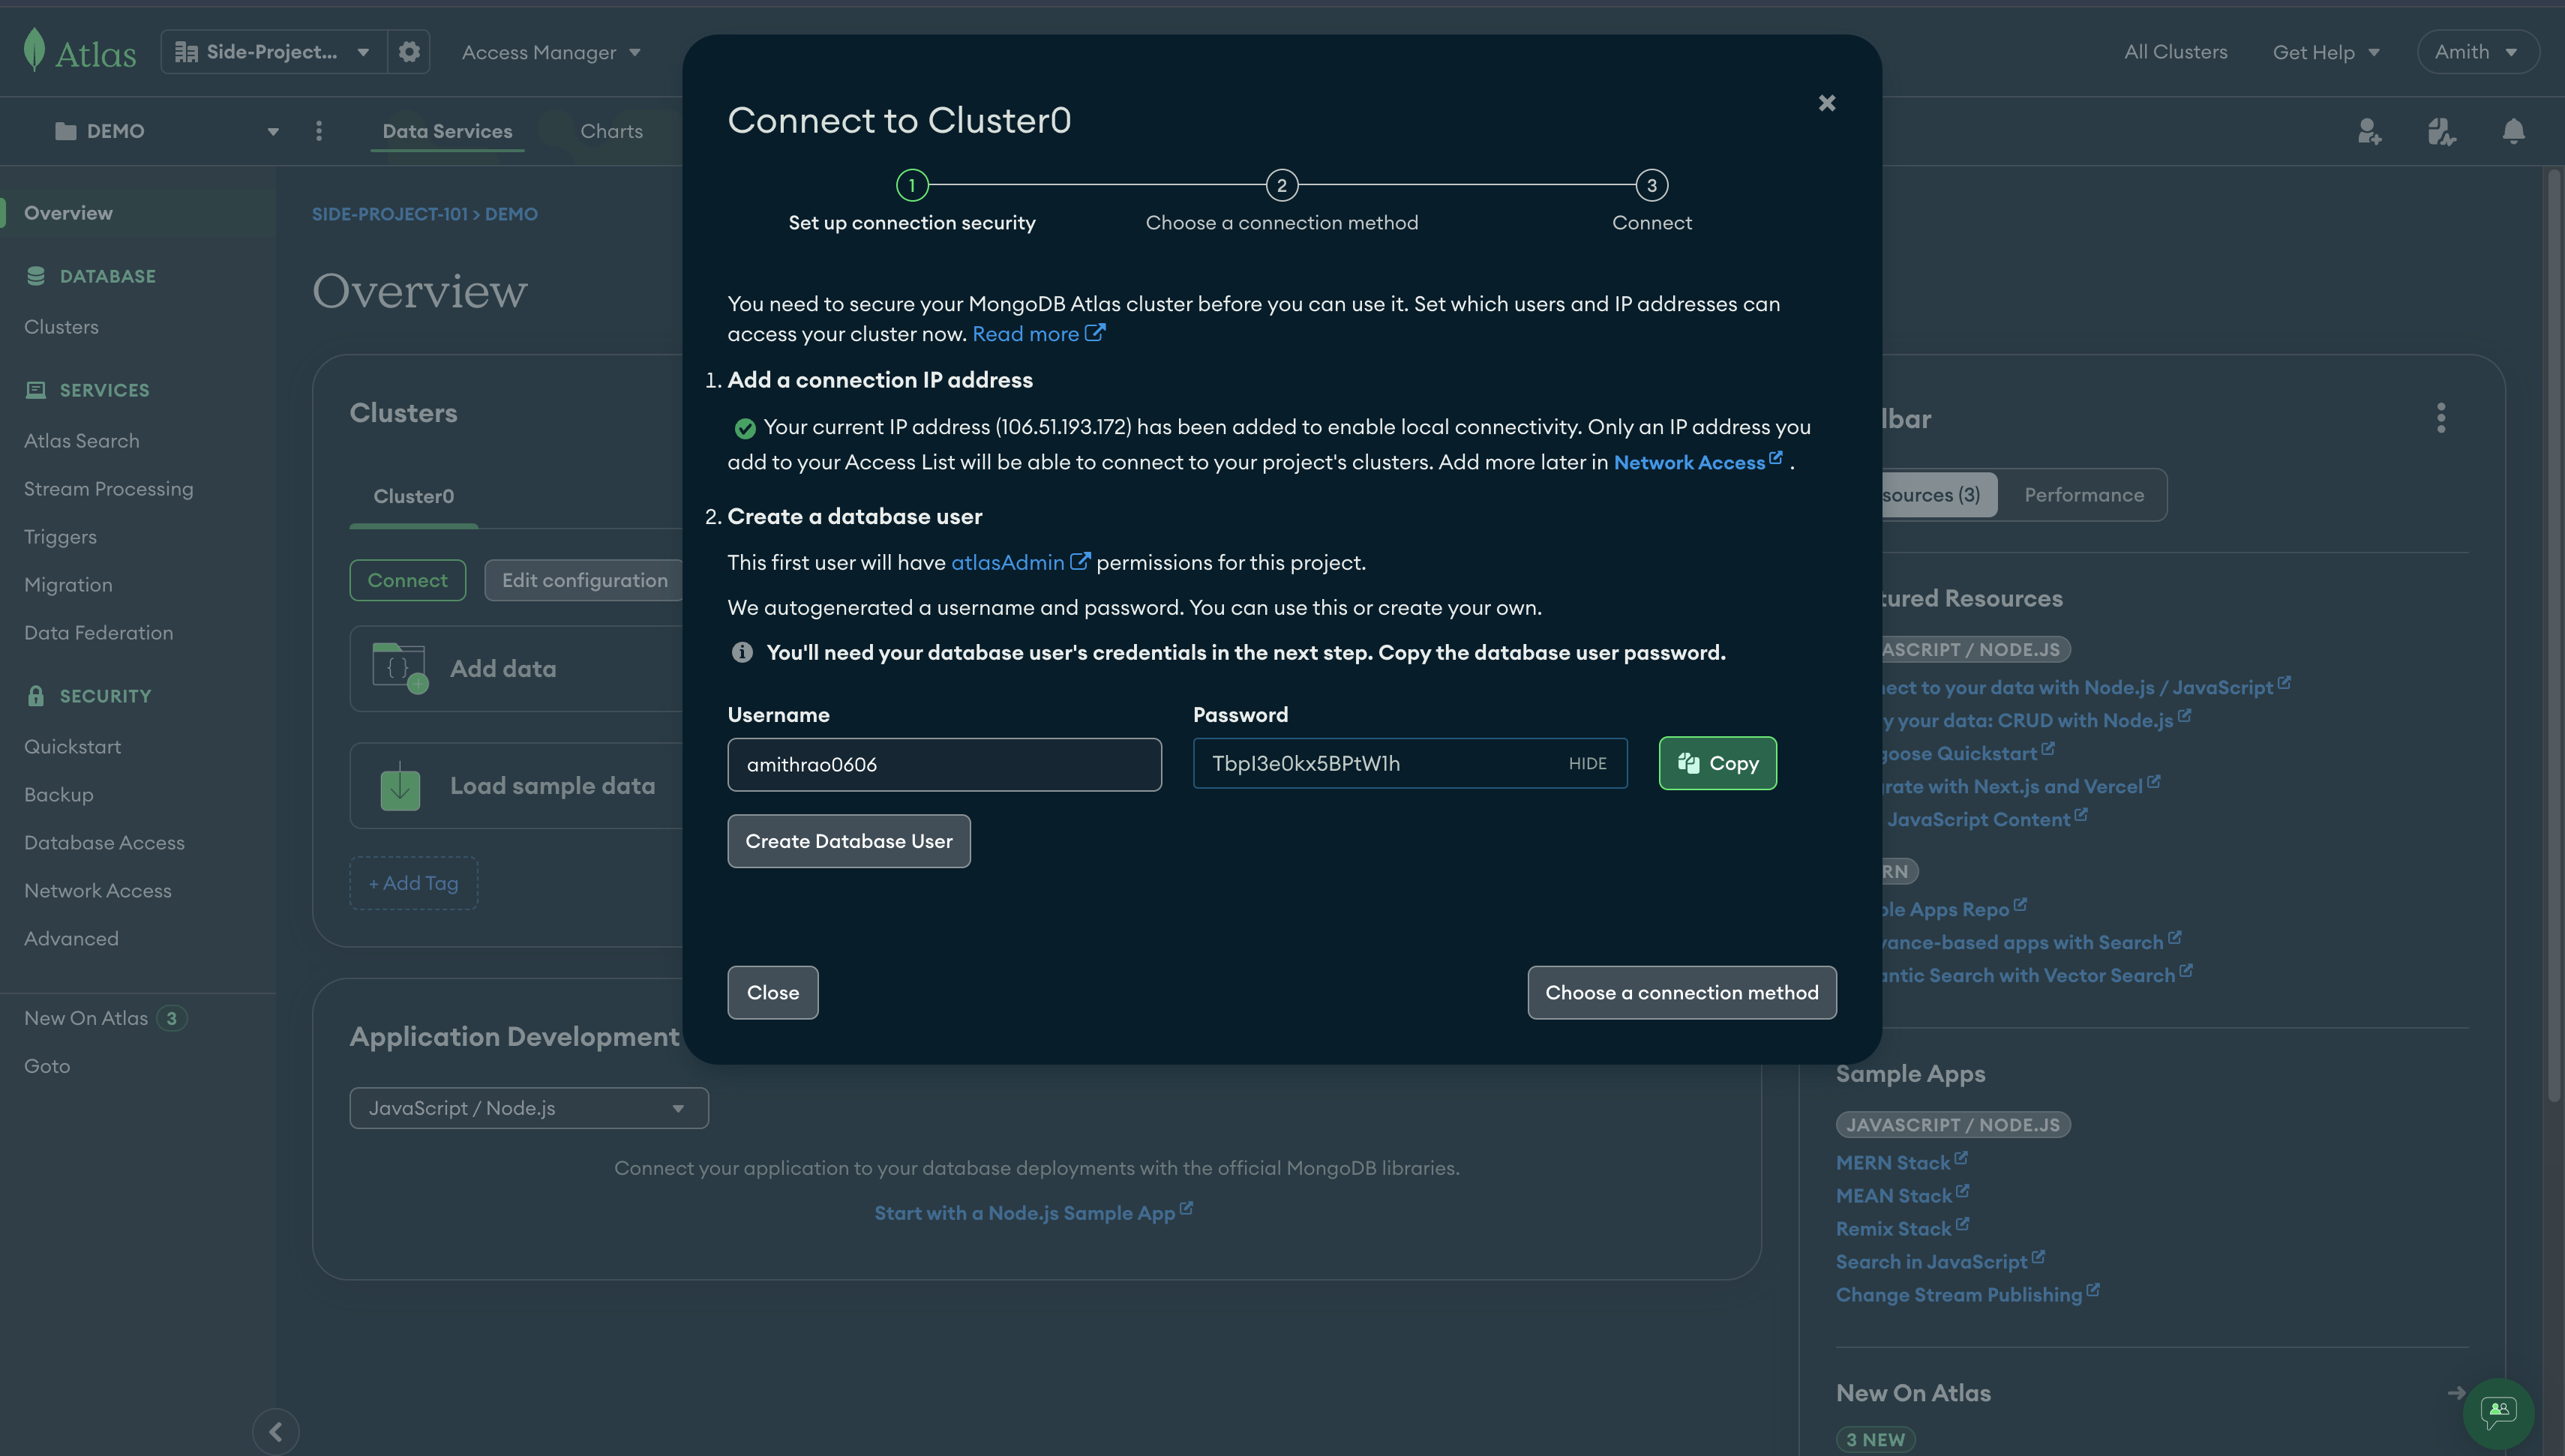 Atlas
Side-Project...
Access Manager
All Clusters
Get Help
Amith
DEMO
Data Services
Charts
Overview
DATABASE
Clusters
SERVICES
Atlas Search
Stream Processing
Triggers
Migration
Data Federation
SECURITY
Quickstart
Backup
Database Access
Network Access
Advanced
New On Atlas 3
Goto
SIDE-PROJECT-101 > DEMO
Overview
Clusters
Cluster0
Connect
Edit configuration
Add data
Load sample data
+ Add Tag
Application Development
JavaScript / Node.js
Connect your application to your database deployments with the official MongoDB libraries.
Start with a Node.js Sample App
Connect to Cluster0
1
2
3
Set up connection security
Choose a connection method
Connect
You need to secure your MongoDB Atlas cluster before you can use it. Set which users and IP addresses can
access your cluster now. Read more
1. Add a connection IP address
Your current IP address (106.51.193.172) has been added to enable local connectivity. Only an IP address you
add to your Access List will be able to connect to your project's clusters. Add more later in Network Access .
2. Create a database user
This first user will have atlasAdmin permissions for this project.
We autogenerated a username and password. You can use this or create your own.
You'll need your database user's credentials in the next step. Copy the database user password.
Username
Password
amithrao0606
TbpI3e0kx5BPtW1h
HIDE
Copy
Create Database User
Close
Choose a connection method
lbar
sources (3)
Performance
tured Resources
ASCRIPT / NODE.JS
ect to your data with Node.js / JavaScript
y your data: CRUD with Node.js
goose Quickstart
rate with Next.js and Vercel
JavaScript Content
RN
ple Apps Repo
vance-based apps with Search
antic Search with Vector Search
Sample Apps
JAVASCRIPT / NODE.JS
MERN Stack
MEAN Stack
Remix Stack
Search in JavaScript
Change Stream Publishing
New On Atlas
3 NEW